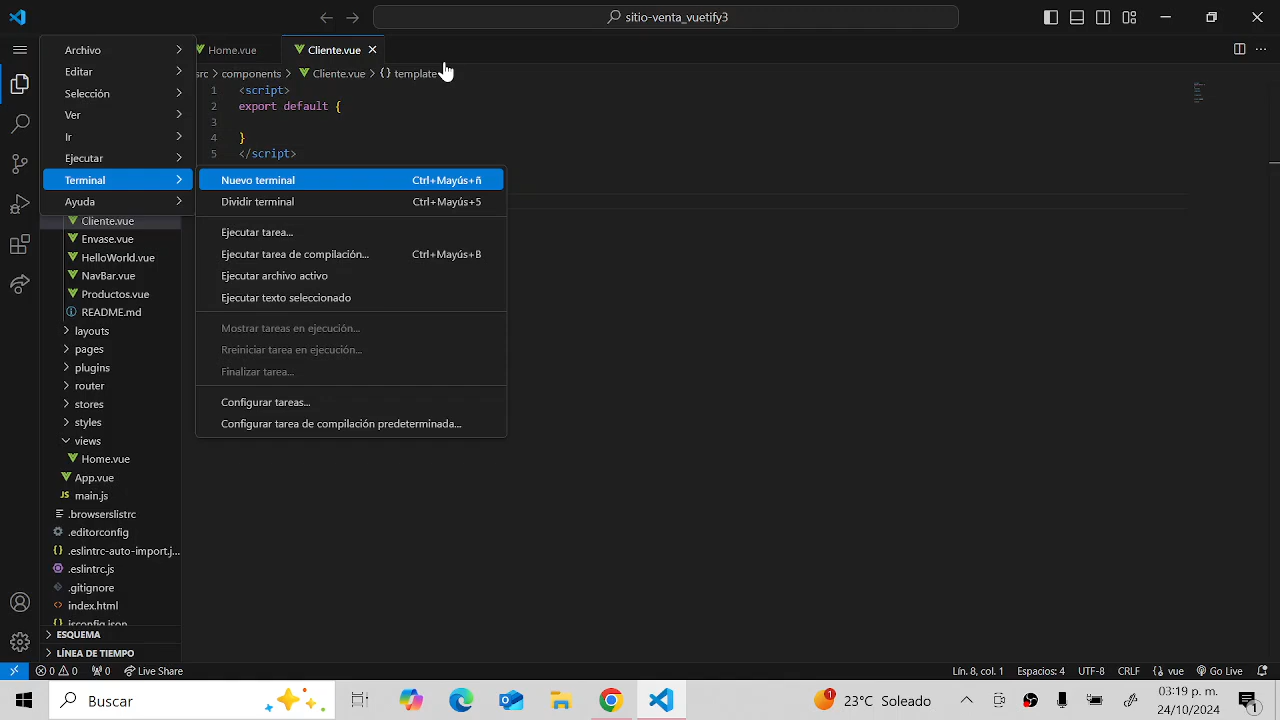 sitio-venta_vuetify3
Archivo
Editar
Selección
Ver
Ir
Ejecutar
Terminal
Ayuda
Home.vue
Cliente.vue
src > components > Cliente.vue > {} template
1 <script>
2 export default {
3
4 }
5 </script>
Nuevo terminal Ctrl+Mayús+ñ
Dividir terminal Ctrl+Mayús+5
Ejecutar tarea...
Ejecutar tarea de compilación... Ctrl+Mayús+B
Ejecutar archivo activo
Ejecutar texto seleccionado
Mostrar tareas en ejecución...
Rreiniciar tarea en ejecución...
Finalizar tarea...
Configurar tareas...
Configurar tarea de compilación predeterminada...
Cliente.vue
Envase.vue
HelloWorld.vue
NavBar.vue
Productos.vue
README.md
layouts
pages
plugins
router
stores
styles
views
Home.vue
App.vue
JS main.js
.browserslistrc
.editorconfig
{} .eslintrc-auto-import.j...
.eslintrc.js
.gitignore
<> index.html
jsconfig.json
ESQUEMA
LÍNEA DE TIEMPO
0 0 0 Live Share
Lín. 8, col. 1 Espacios: 4 UTF-8 CRLF {} vue Go Live
Buscar
1 23°C Soleado
03:19 p. m.
24/10/2024
1